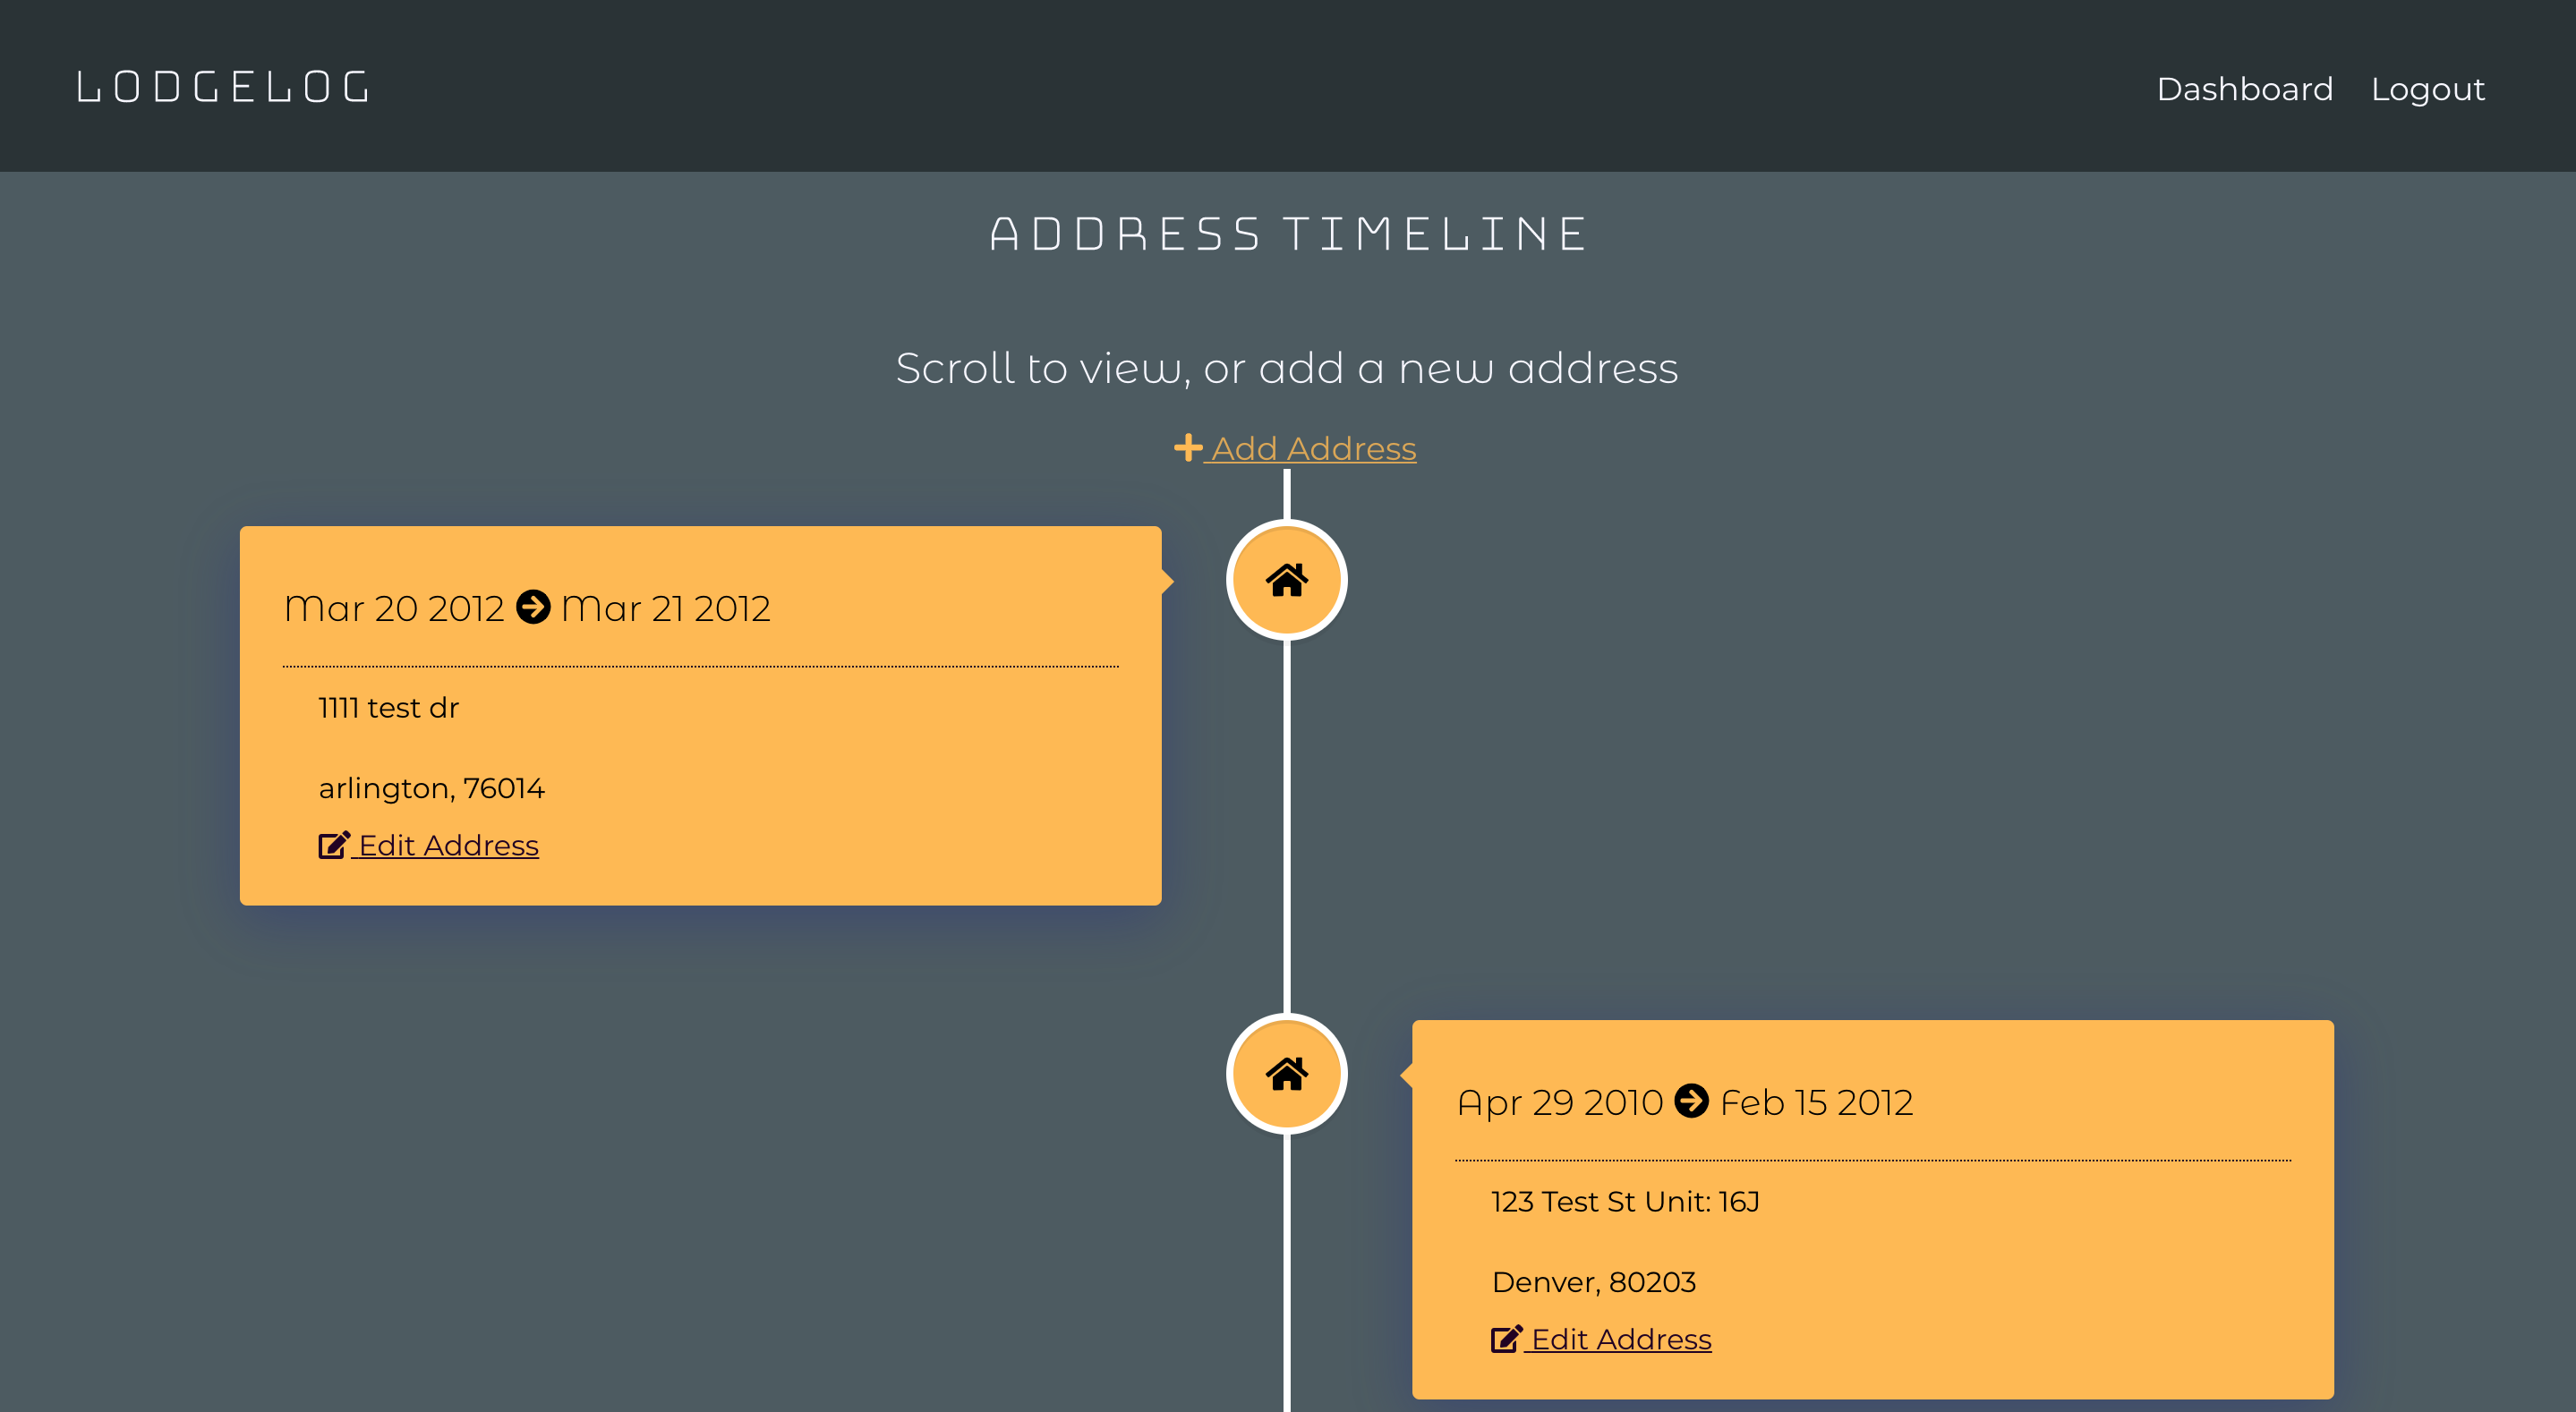 LODGELOG
Dashboard Logout
ADDRESS TIMELINE
Scroll to view, or add a new address
Add Address
Mar 20 2012 Mar 21 2012
1111 test dr
arlington, 76014
Edit Address
Apr 29 2010 Feb 15 2012
123 Test St Unit: 16J
Denver, 80203
Edit Address